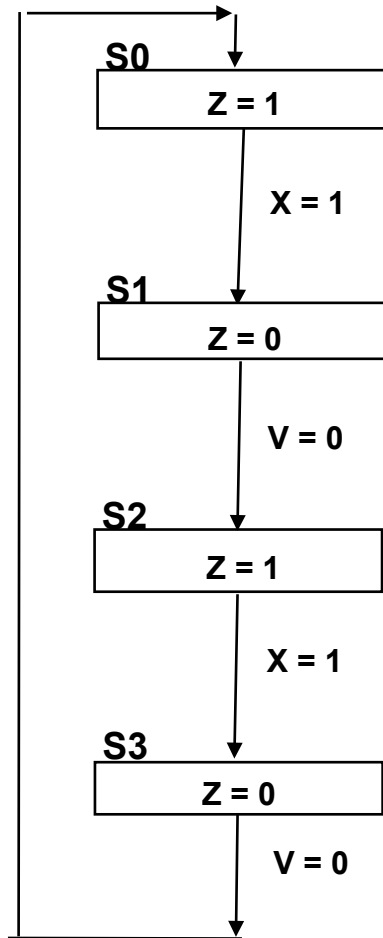 S0
Z = 1
X = 1
S1
Z = 0
V = 0
S2
Z = 1
X = 1
S3
Z = 0
V = 0